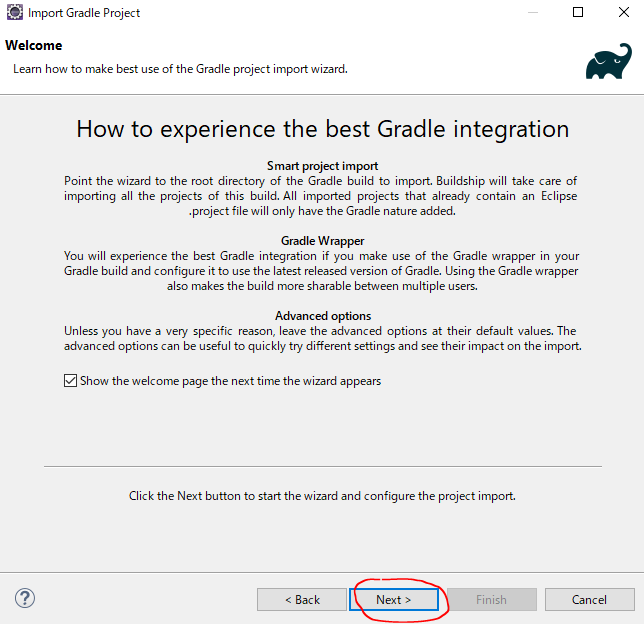 Import Gradle Project
Welcome
Learn how to make best use of the Gradle project import wizard.
How to experience the best Gradle integration
Smart project import
Point the wizard to the root directory of the Gradle build to import. Buildship will take care of
importing all the projects of this build. All imported projects that already contain an Eclipse
.project file will only have the Gradle nature added.
Gradle Wrapper
You will experience the best Gradle integration if you make use of the Gradle wrapper in your
Gradle build and configure it to use the latest released version of Gradle. Using the Gradle wrapper
also makes the build more sharable between multiple users.
Advanced options
Unless you have a very specific reason, leave the advanced options at their default values. The
advanced options can be useful to quickly try different settings and see their impact on the import.
Show the welcome page the next time the wizard appears
Click the Next button to start the wizard and configure the project import.
? < Back Next > Finish Cancel